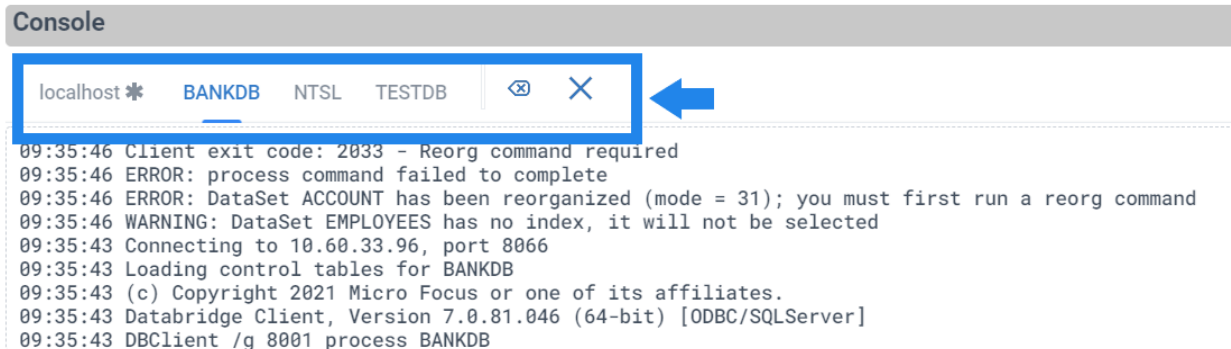 Console
localhost ✱ BANKDB NTSL TESTDB
09:35:46 Client exit code: 2033 - Reorg command required
09:35:46 ERROR: process command failed to complete
09:35:46 ERROR: DataSet ACCOUNT has been reorganized (mode = 31); you must first run a reorg command
09:35:46 WARNING: DataSet EMPLOYEES has no index, it will not be selected
09:35:43 Connecting to 10.60.33.96, port 8066
09:35:43 Loading control tables for BANKDB
09:35:43 (c) Copyright 2021 Micro Focus or one of its affiliates.
09:35:43 Databridge Client, Version 7.0.81.046 (64-bit) [ODBC/SQLServer]
09:35:43 DBClient /g 8001 process BANKDB